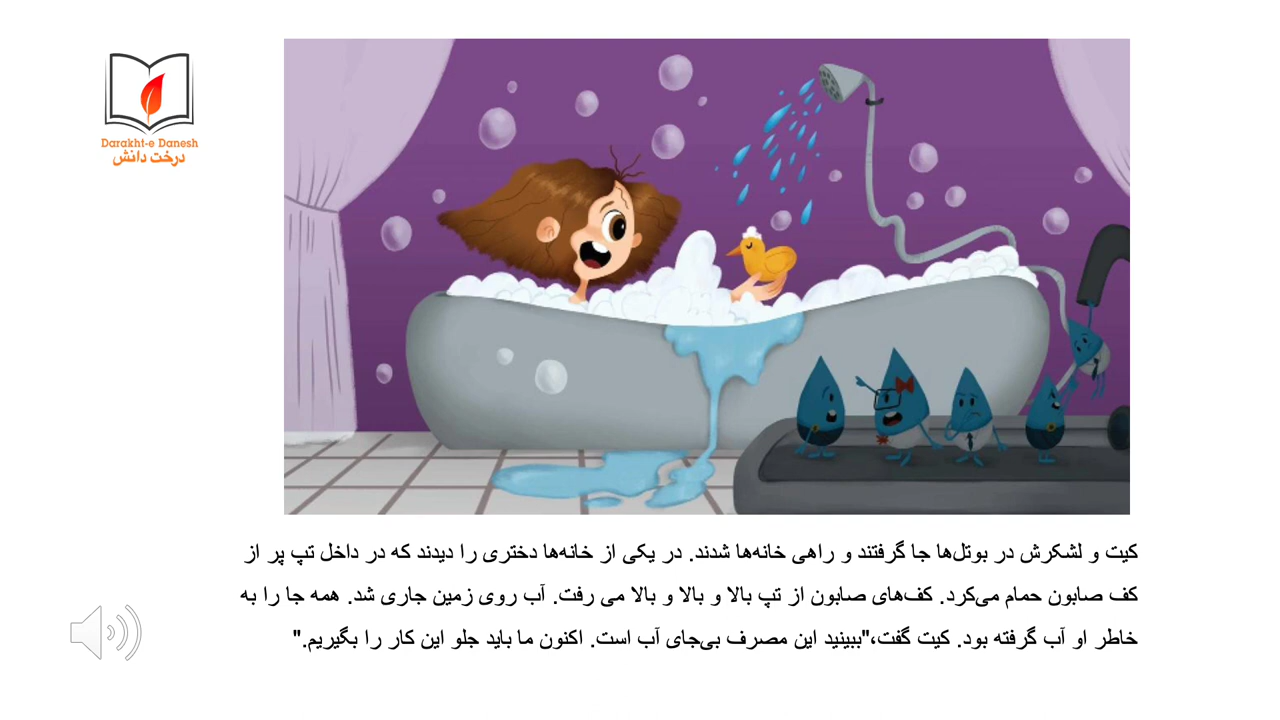 Darakht-e Danesh
درخت دانش
کیت و لشکرش در بوتل‌ها جا گرفتند و راهی خانه‌ها شدند. در یکی از خانه‌ها دختری را دیدند که در داخل تپ پر از
کف صابون حمام می‌کرد. کف‌های صابون از تپ بالا و بالا و بالا می رفت. آب روی زمین جاری شد. همه جا را به
خاطر او آب گرفته بود. کیت گفت،"ببینید این مصرف بی‌جای آب است. اکنون ما باید جلو این کار را بگیریم."